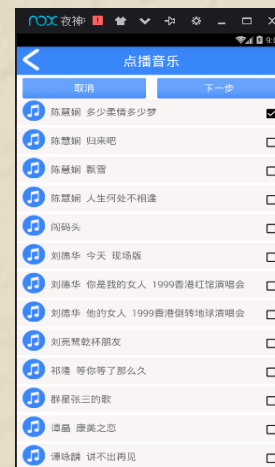 nox 夜神
9:0
点播音乐
取消 下一步
陈慧娴 多少柔情多少梦
陈慧娴 归来吧
陈慧娴 飘雪
陈慧娴 人生何处不相逢
闯码头
刘德华 今天 现场版
刘德华 你是我的女人 1999香港红馆演唱会
刘德华 他的女人 1999香港倒转地球演唱会
刘亮鹭乾杯朋友
祁隆 等你等了那么久
群星张三的歌
谭晶 康美之恋
谭咏麟 讲不出再见